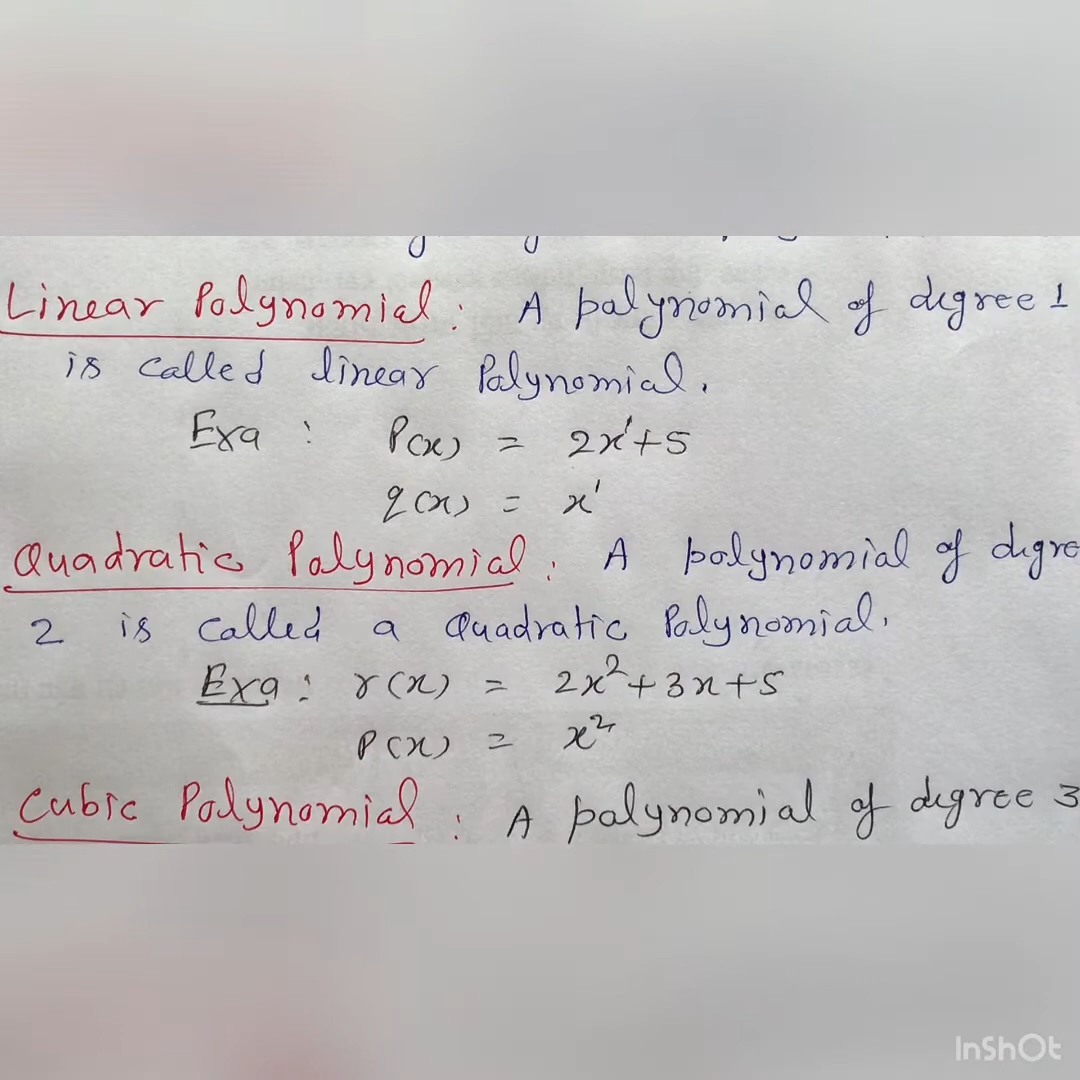 Linear Polynomial : A polynomial of degree 1
is called linear Polynomial.
Exa : P(x) = 2x¹+5
q(x) = x¹
Quadratic Polynomial : A polynomial of degre
2 is called a Quadratic Polynomial.
Exa : r(x) = 2x²+3x+5
P(x) = x²
Cubic Polynomial : A polynomial of degree 3
InShOt